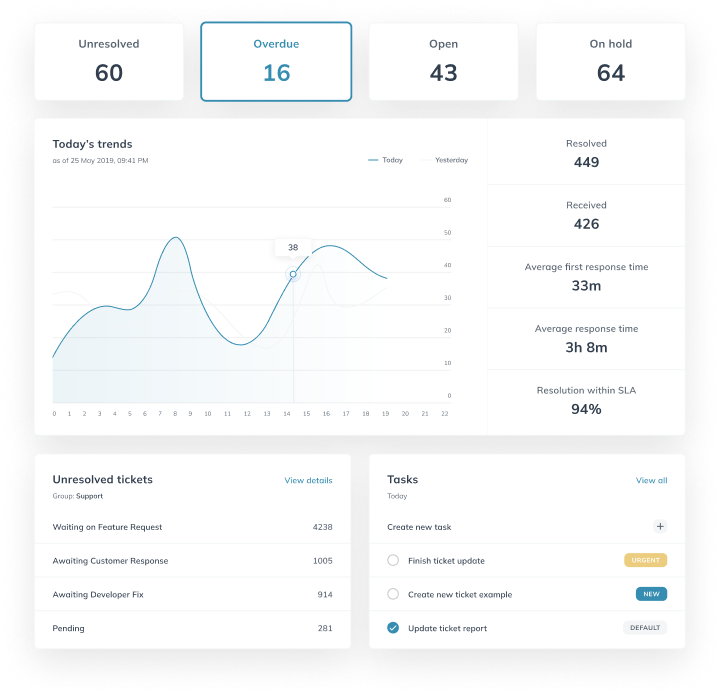 Unresolved
60
Overdue
16
Open
43
On hold
64
Today's trends
as of 25 May 2019, 09:41 PM
Today
Yesterday
60
50
40
30
20
10
0
38
0 1 2 3 4 5 6 7 8 9 10 11 12 13 14 15 16 17 18 19 20 21 22
Resolved
449
Received
426
Average first response time
33m
Average response time
3h 8m
Resolution within SLA
94%
Unresolved tickets
View details
Group: Support
Waiting on Feature Request 4238
Awaiting Customer Response 1005
Awaiting Developer Fix 914
Pending 281
Tasks
View all
Today
Create new task +
Finish ticket update URGENT
Create new ticket example NEW
Update ticket report DEFAULT